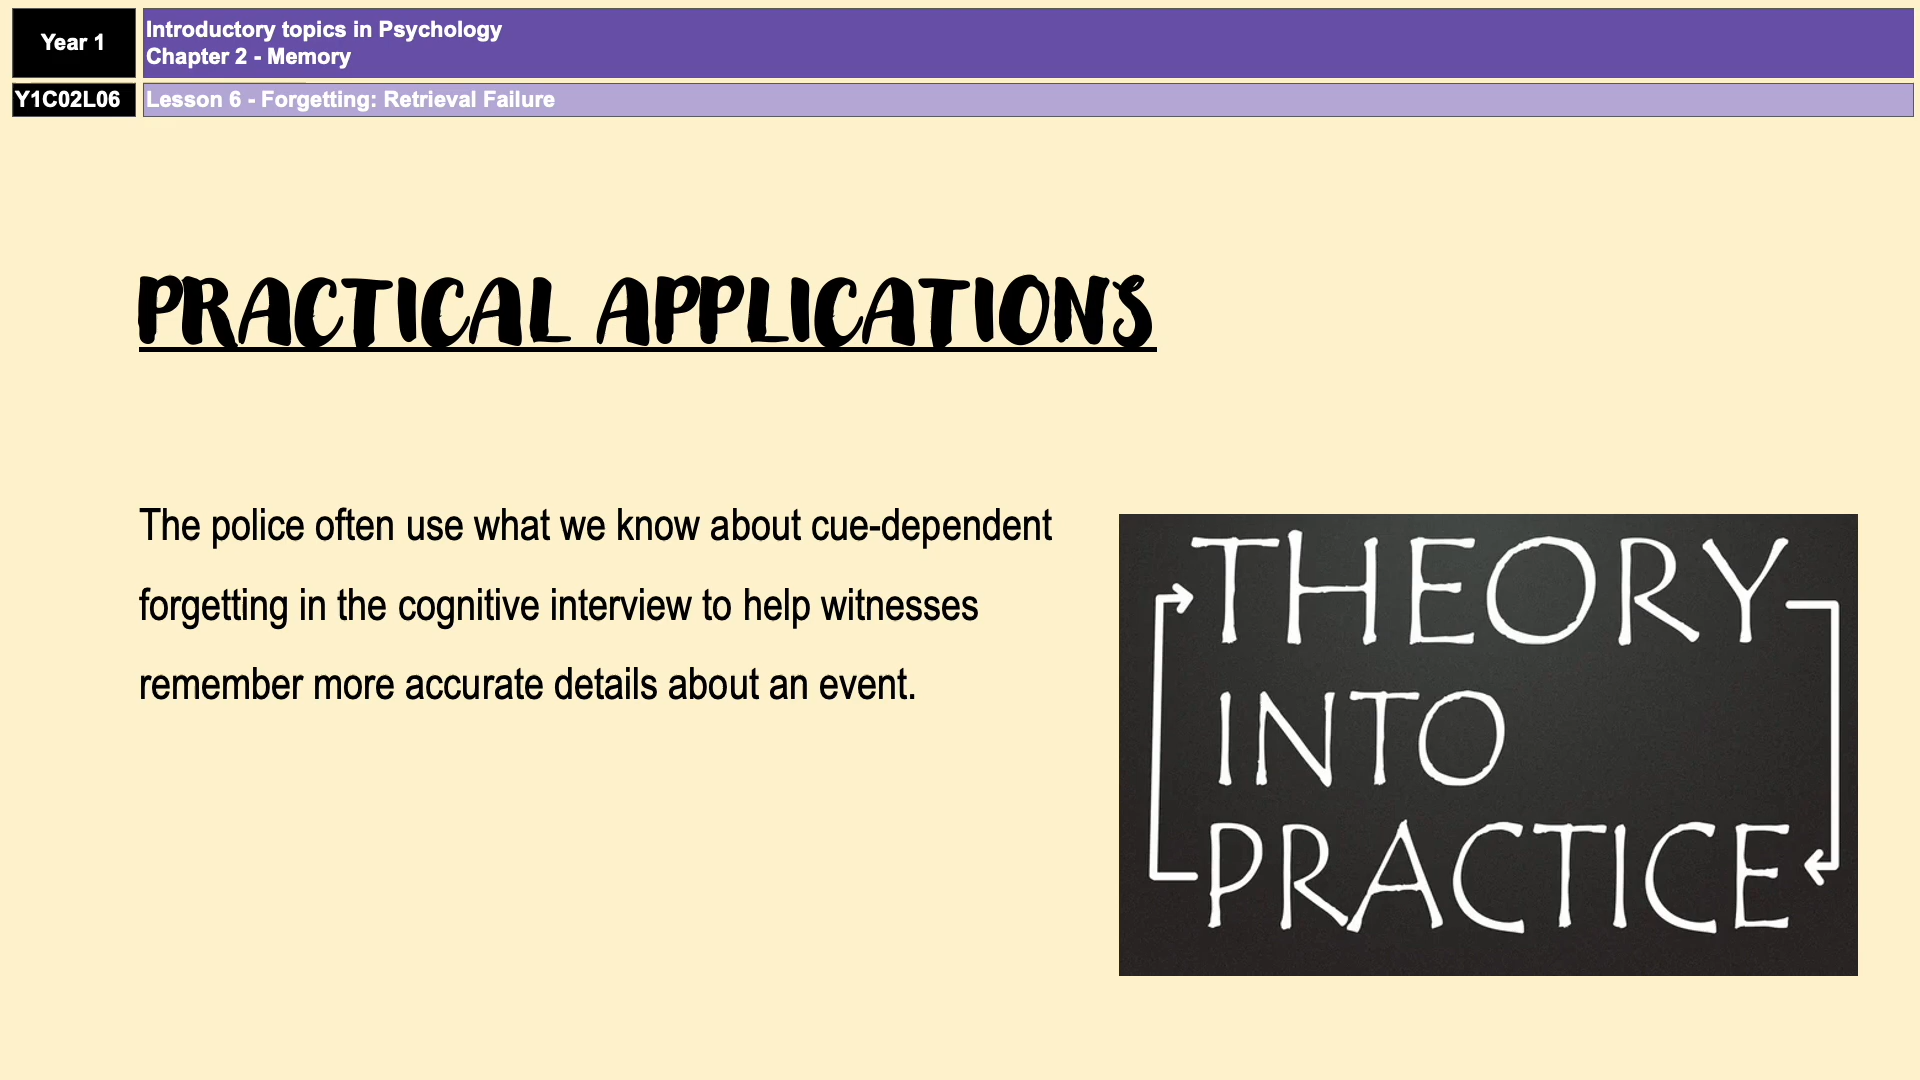 Year 1
Introductory topics in Psychology
Chapter 2 - Memory
Y1C02L06
Lesson 6 - Forgetting: Retrieval Failure
PRACTICAL APPLICATIONS
The police often use what we know about cue-dependent
forgetting in the cognitive interview to help witnesses
remember more accurate details about an event.
THEORY
INTO
PRACTICE